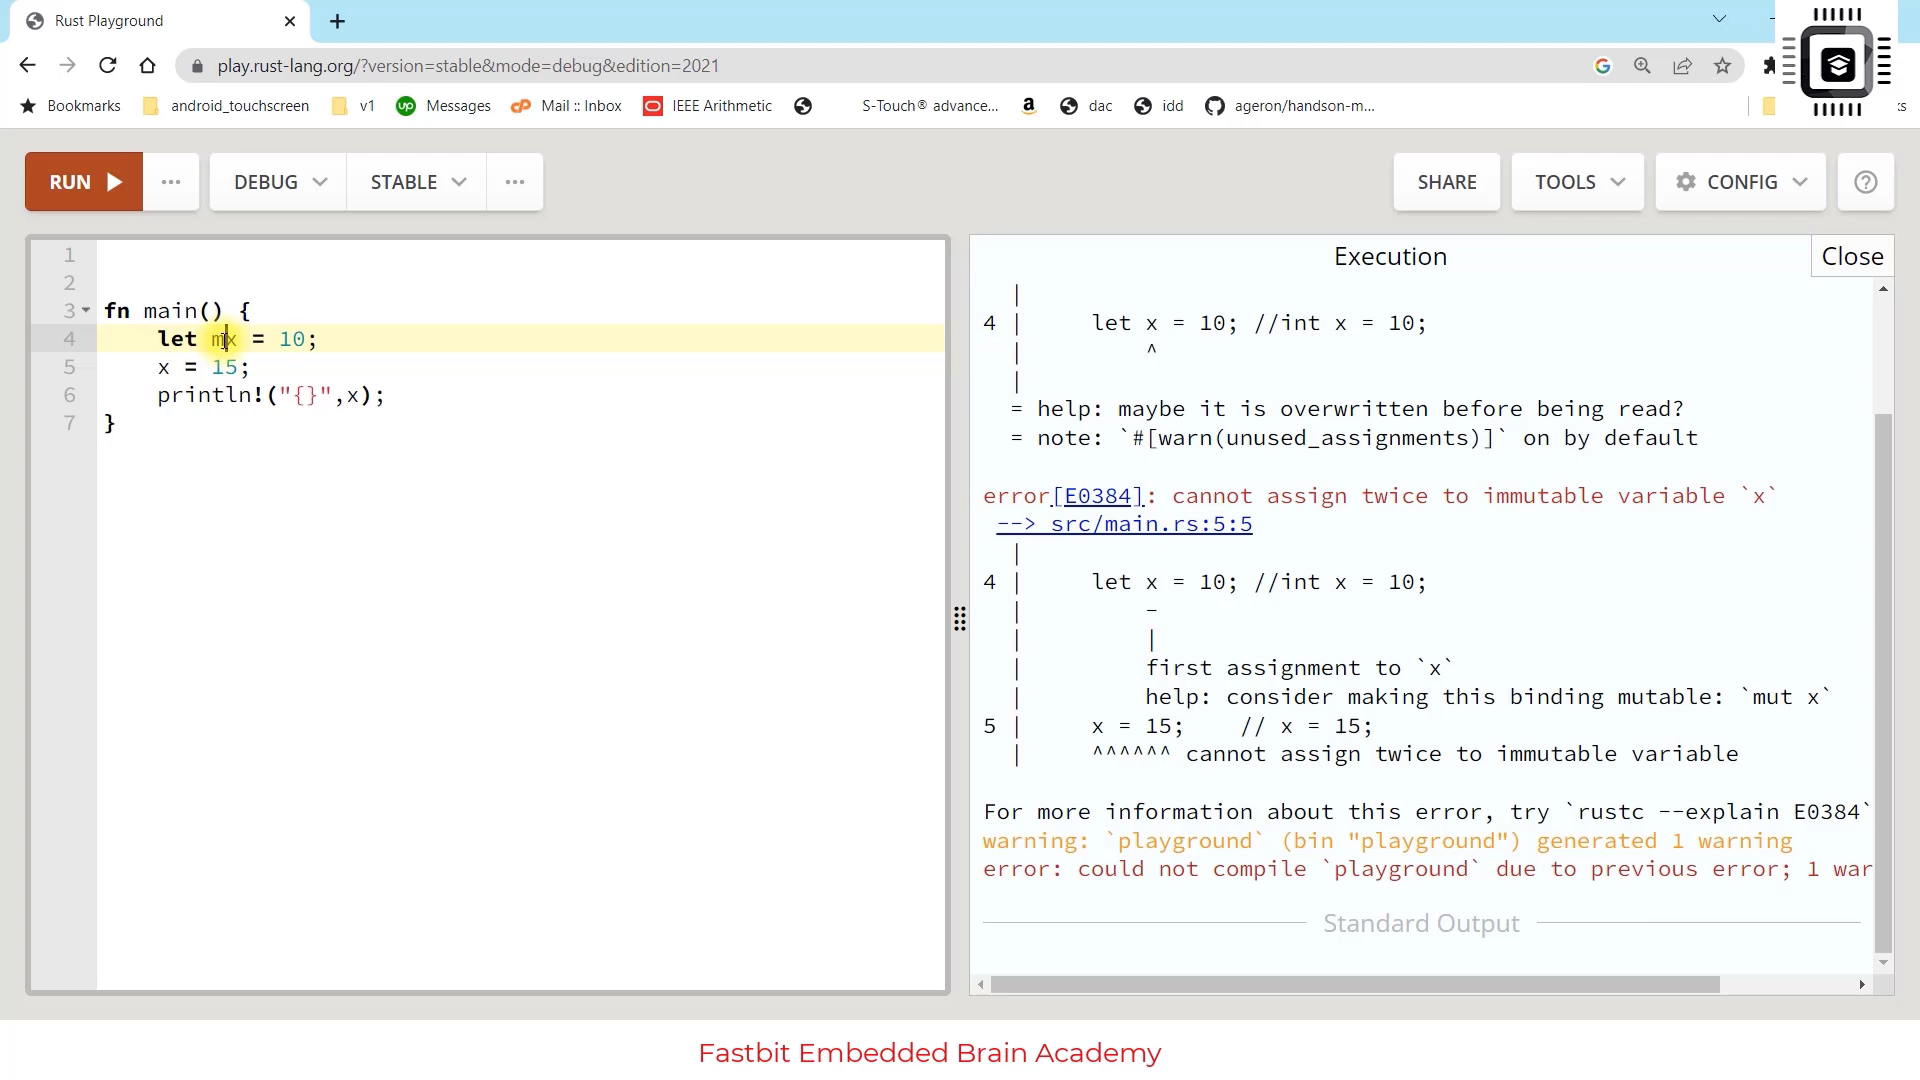 Rust Playground
play.rust-lang.org/?version=stable&mode=debug&edition=2021
Bookmarks android_touchscreen v1 up Messages cP Mail :: Inbox IEEE Arithmetic S-Touch® advance... a dac idd ageron/handson-m... ks
RUN ... DEBUG STABLE ... SHARE TOOLS CONFIG ?
1
2
3 fn main() {
4 let mx = 10;
5 x = 15;
6 println!("{}",x);
7 }
Execution Close
|
4 | let x = 10; //int x = 10;
| ^
|
= help: maybe it is overwritten before being read?
= note: `#[warn(unused_assignments)]` on by default
error[E0384]: cannot assign twice to immutable variable `x`
--> src/main.rs:5:5
|
4 | let x = 10; //int x = 10;
| -
| |
| first assignment to `x`
| help: consider making this binding mutable: `mut x`
5 | x = 15; // x = 15;
| ^^^^^^ cannot assign twice to immutable variable
For more information about this error, try `rustc --explain E0384`
warning: `playground` (bin "playground") generated 1 warning
error: could not compile `playground` due to previous error; 1 war
Standard Output
Fastbit Embedded Brain Academy